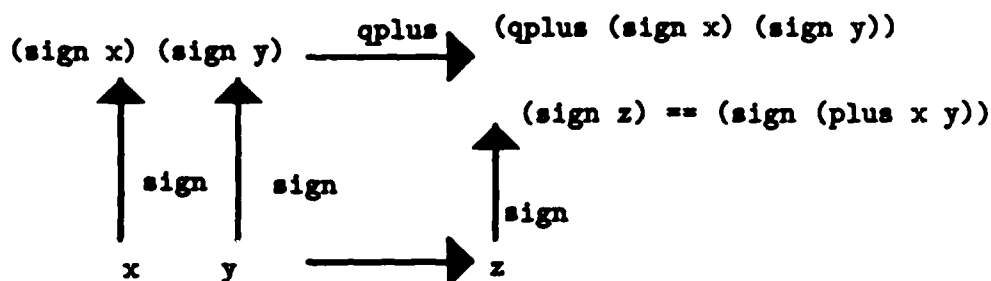 qplus
(sign x) (sign y) (qplus (sign x) (sign y))
(sign z) == (sign (plus x y))
sign sign
sign
x y z